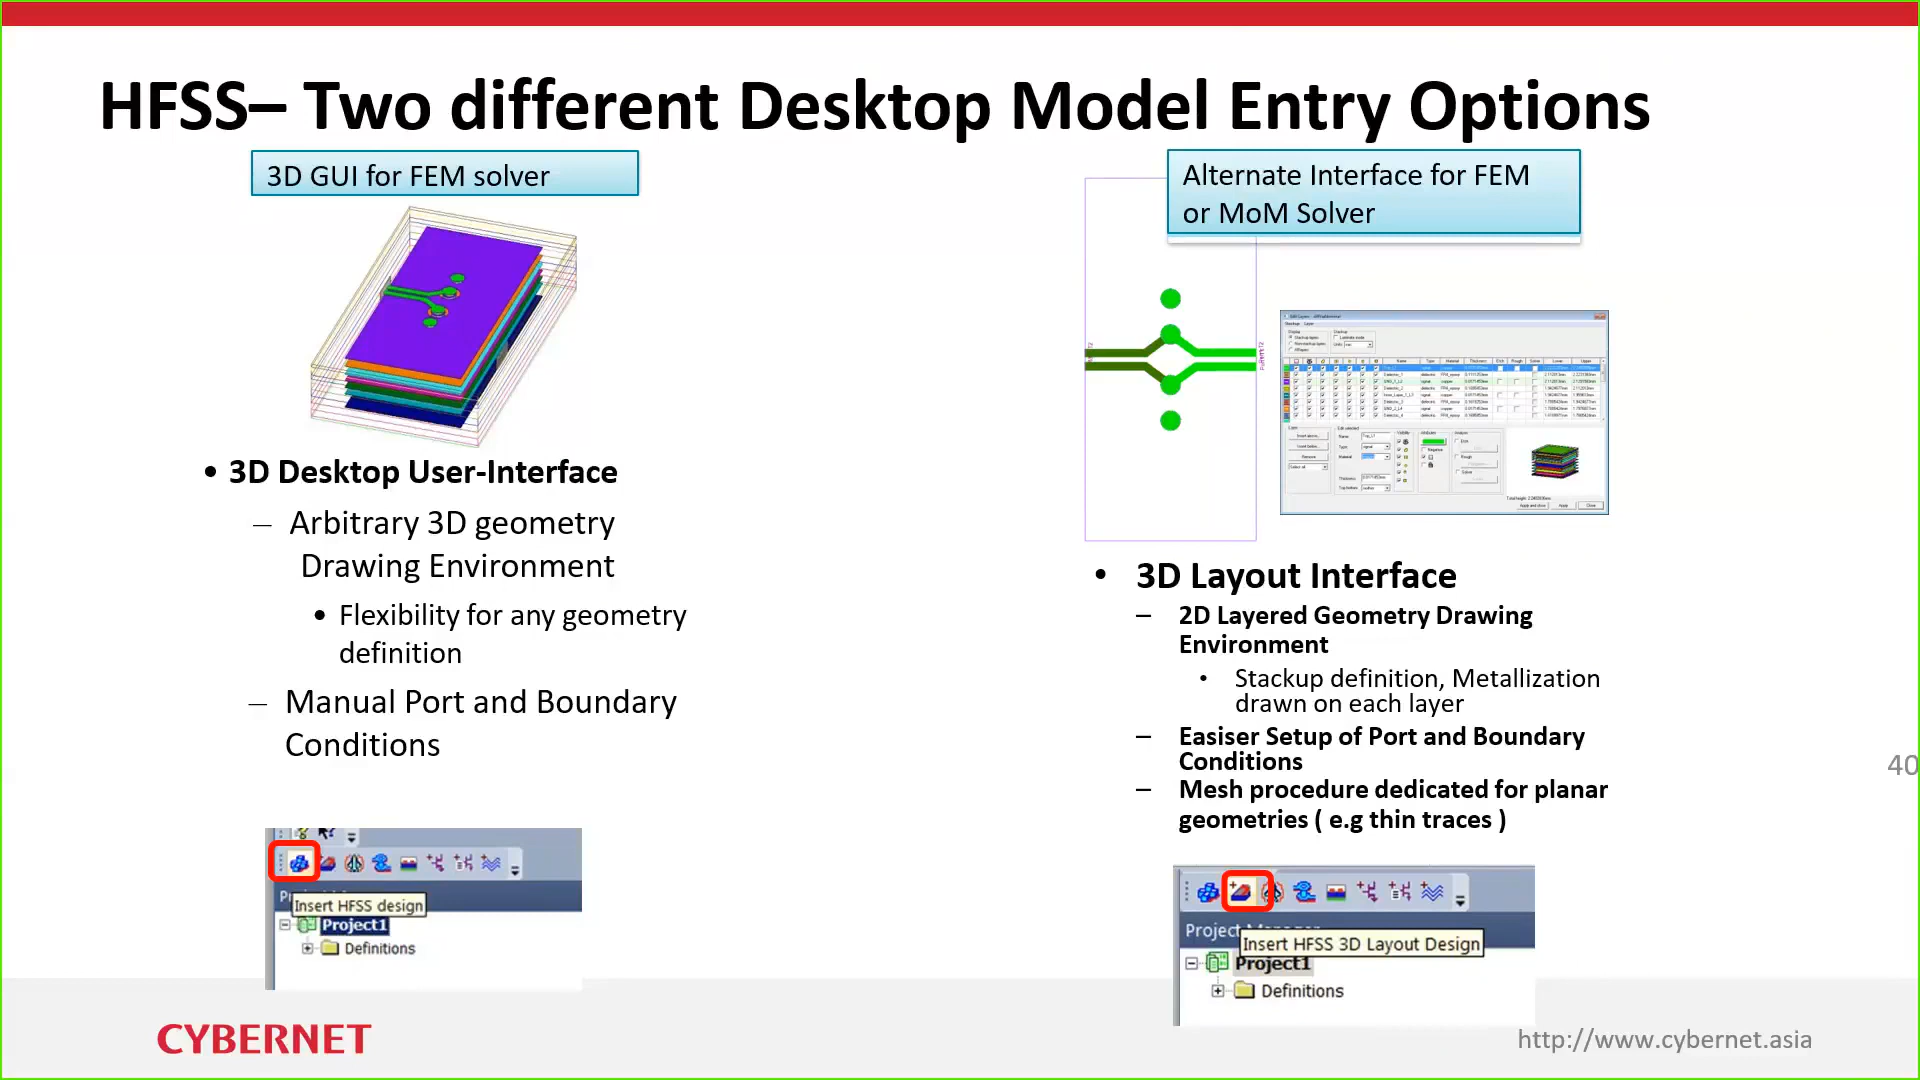 HFSS– Two different Desktop Model Entry Options
3D GUI for FEM solver
• 3D Desktop User-Interface
– Arbitrary 3D geometry
Drawing Environment
• Flexibility for any geometry
definition
– Manual Port and Boundary
Conditions
Insert HFSS design
Project1
Definitions
Alternate Interface for FEM
or MoM Solver
• 3D Layout Interface
– 2D Layered Geometry Drawing
Environment
• Stackup definition, Metallization
drawn on each layer
– Easiser Setup of Port and Boundary
Conditions
– Mesh procedure dedicated for planar
geometries ( e.g thin traces )
Project
Insert HFSS 3D Layout Design
Project1
Definitions
40
CYBERNET
http://www.cybernet.asia